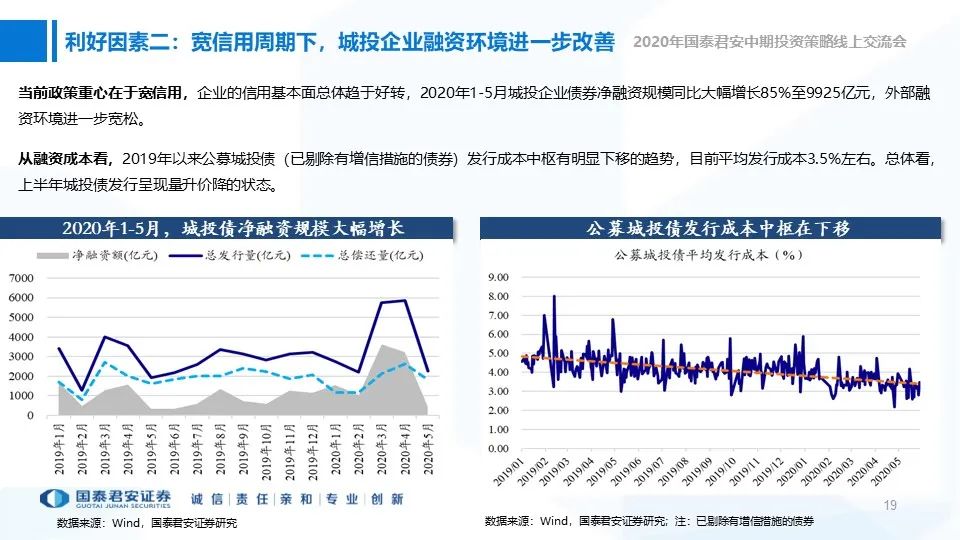 利好因素二：宽信用周期下，城投企业融资环境进一步改善
2020年国泰君安中期投资策略线上交流会
当前政策重心在于宽信用，企业的信用基本面总体趋于好转，2020年1-5月城投企业债券净融资规模同比大幅增长85%至9925亿元，外部融
资环境进一步宽松。
从融资成本看，2019年以来公募城投债（已剔除有增信措施的债券）发行成本中枢有明显下移的趋势，目前平均发行成本3.5%左右。总体看，
上半年城投债发行呈现量升价降的状态。
2020年1-5月，城投债净融资规模大幅增长
净融资额(亿元) 总发行量(亿元) 总偿还量(亿元)
7000
6000
5000
4000
3000
2000
1000
0
2019年1月 2019年2月 2019年3月 2019年4月 2019年5月 2019年6月 2019年7月 2019年8月 2019年9月 2019年10月 2019年11月 2019年12月 2020年1月 2020年2月 2020年3月 2020年4月 2020年5月
公募城投债发行成本中枢在下移
公募城投债平均发行成本（%）
9.00
8.00
7.00
6.00
5.00
4.00
3.00
2.00
1.00
0.00
2019/01 2019/02 2019/03 2019/04 2019/05 2019/06 2019/07 2019/08 2019/09 2019/10 2019/11 2019/12 2020/01 2020/02 2020/03 2020/04 2020/05
国泰君安证券
GUOTAI JUNAN SECURITIES
诚信|责任|亲和|专业|创新
19
数据来源：Wind，国泰君安证券研究
数据来源：Wind，国泰君安证券研究；注：已剔除有增信措施的债券